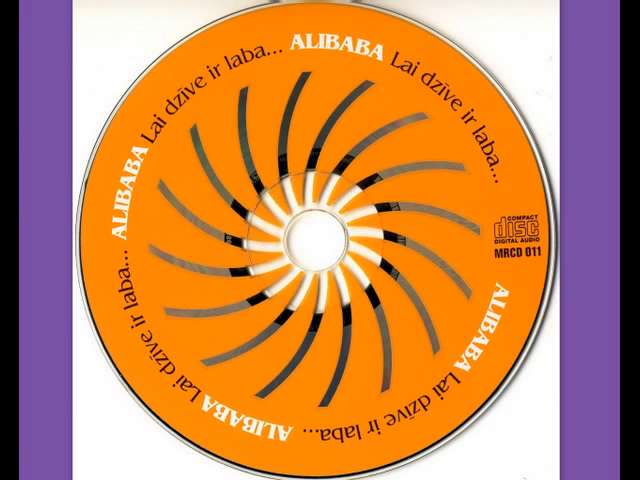 ALIBABA Lai dzīve ir laba...
ALIBABA Lai dzīve ir laba...
ALIBABA Lai dzīve ir laba...
ALIBABA Lai dzīve ir laba...
COMPACT
disc
DIGITAL AUDIO
MRCD 011